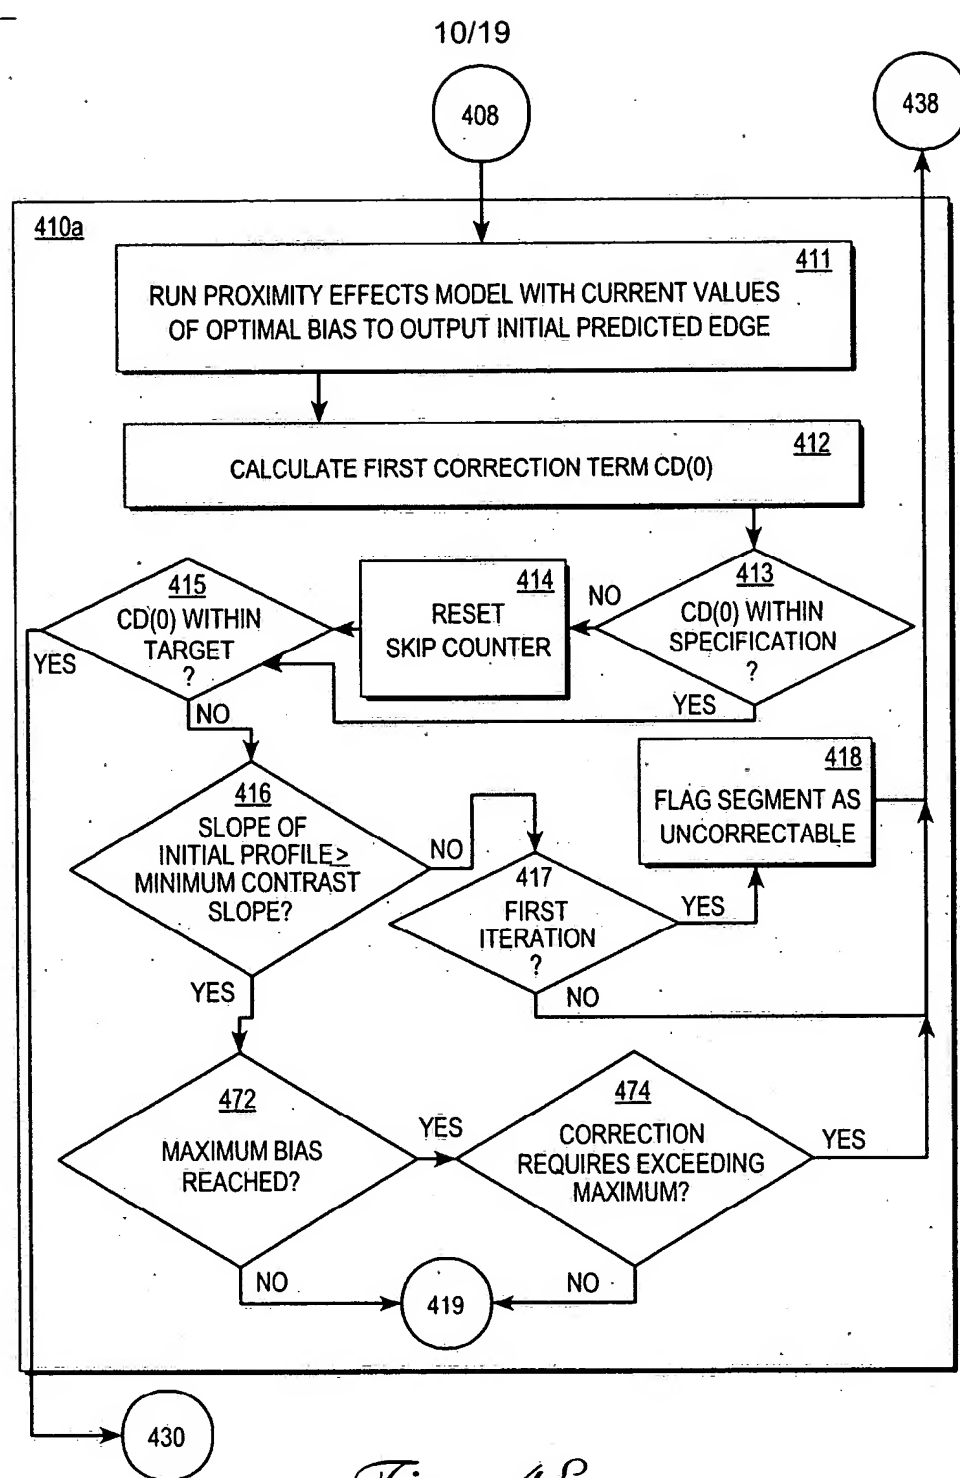 10/19
408
438
410a
411
RUN PROXIMITY EFFECTS MODEL WITH CURRENT VALUES
OF OPTIMAL BIAS TO OUTPUT INITIAL PREDICTED EDGE
412
CALCULATE FIRST CORRECTION TERM CD(0)
415
CD(0) WITHIN
TARGET
?
YES
NO
414
RESET
SKIP COUNTER
NO
413
CD(0) WITHIN
SPECIFICATION
?
YES
416
SLOPE OF
INITIAL PROFILE≥
MINIMUM CONTRAST
SLOPE?
NO
YES
417
FIRST
ITERATION
?
YES
NO
418
FLAG SEGMENT AS
UNCORRECTABLE
472
MAXIMUM BIAS
REACHED?
YES
NO
474
CORRECTION
REQUIRES EXCEEDING
MAXIMUM?
YES
NO
419
430